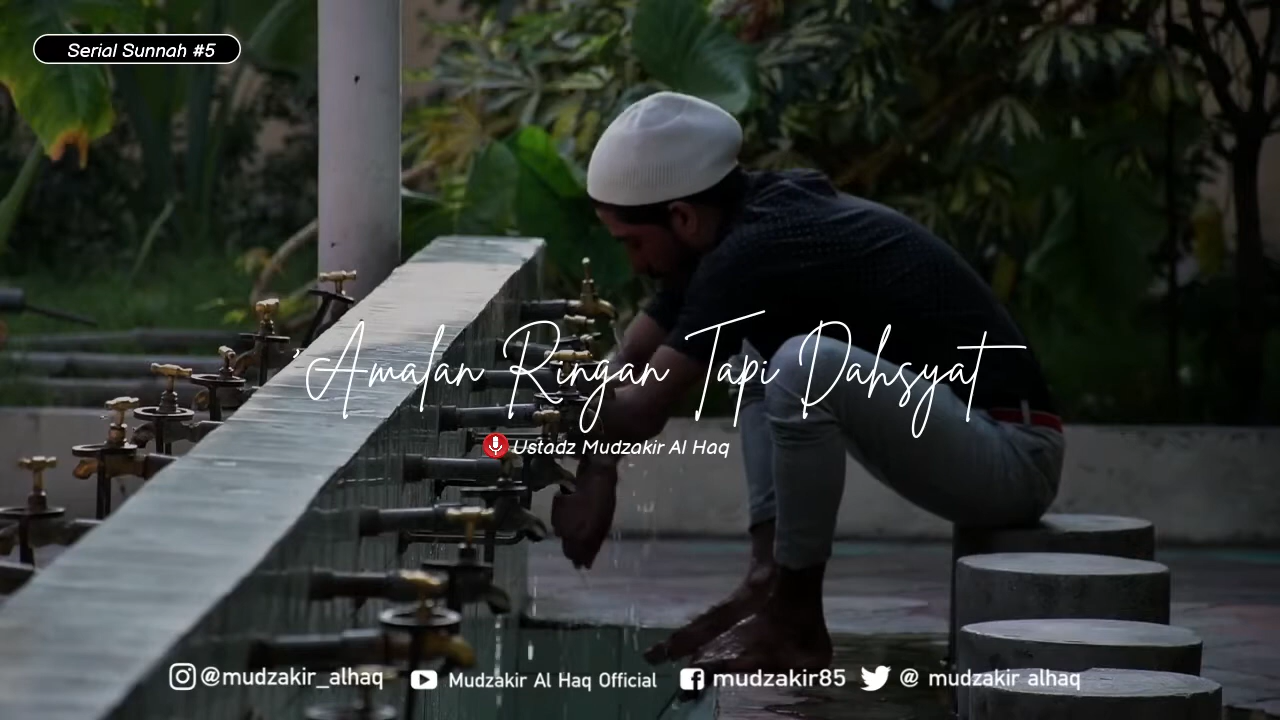 Serial Sunnah #5
'Amalan Ringan Tapi Dahsyat
Ustadz Mudzakir Al Haq
@mudzakir_alhaq Mudzakir Al Haq Official mudzakir85 @ mudzakir alhaq